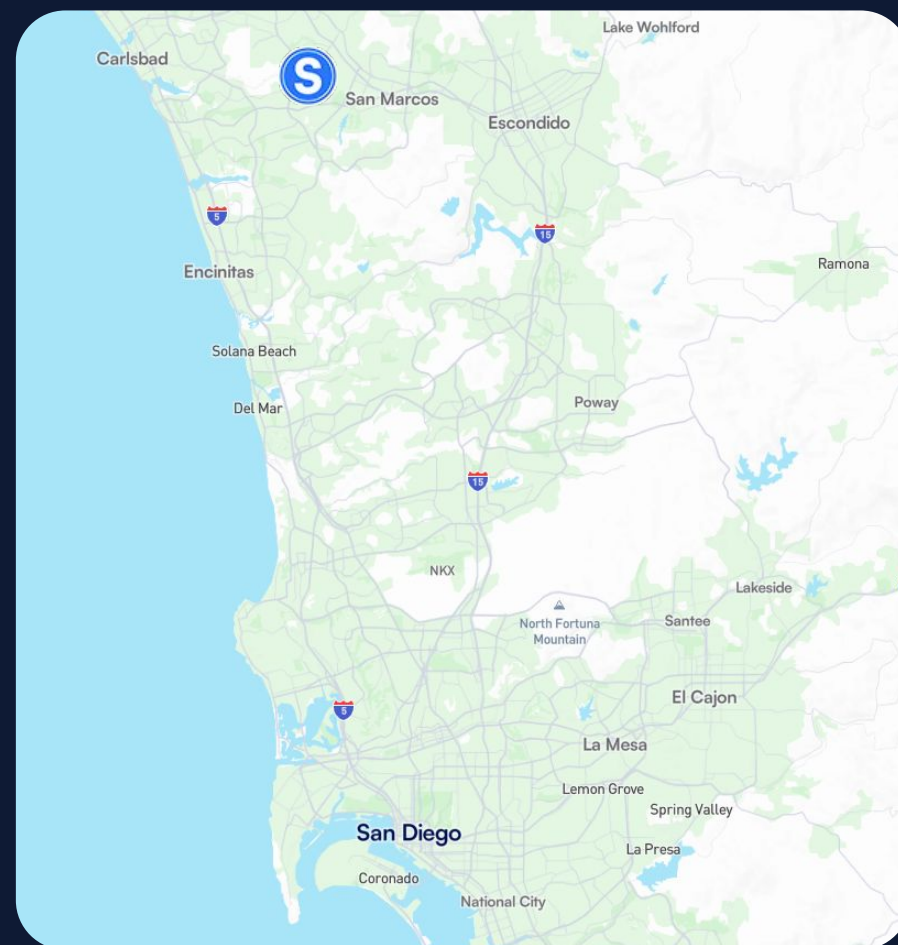 Lake Wohlford
Carlsbad
S
San Marcos
Escondido
5
15
Ramona
Encinitas
Solana Beach
Del Mar
Poway
15
NKX
Lakeside
North Fortuna
Mountain
Santee
El Cajon
5
La Mesa
Lemon Grove
Spring Valley
San Diego
La Presa
Coronado
National City